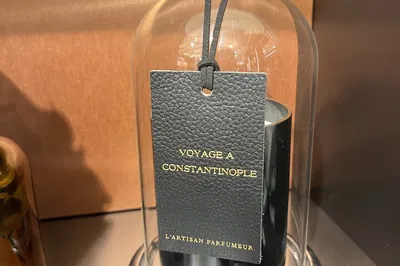 VOYAGE A
CONSTANTINOPLE
L'ARTISAN PARFUMEUR